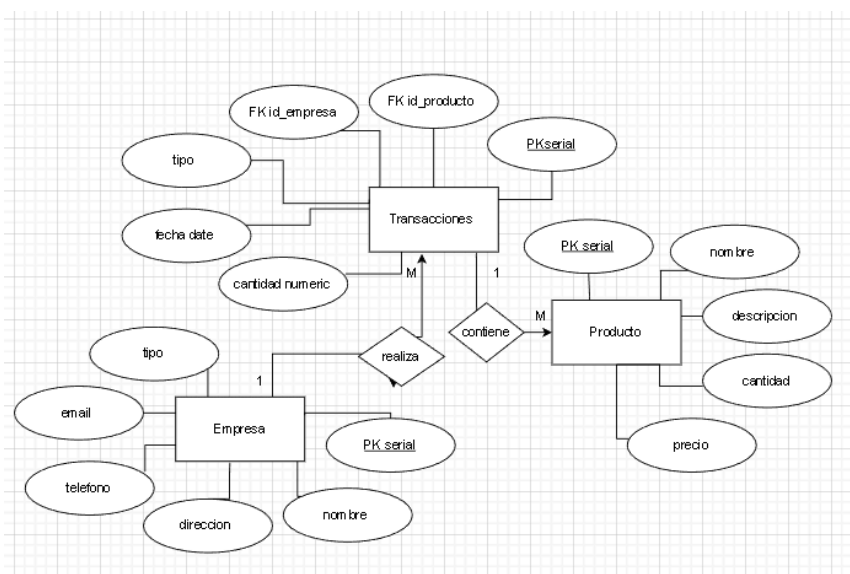 FK id_empresa
FK id_producto
PKserial
tipo
Transacciones
fecha date
cantidad numeric
M
1
PK serial
nombre
descripcion
M
Producto
contiene
realiza
cantidad
precio
tipo
1
email
Empresa
PK serial
telefono
direccion
nombre